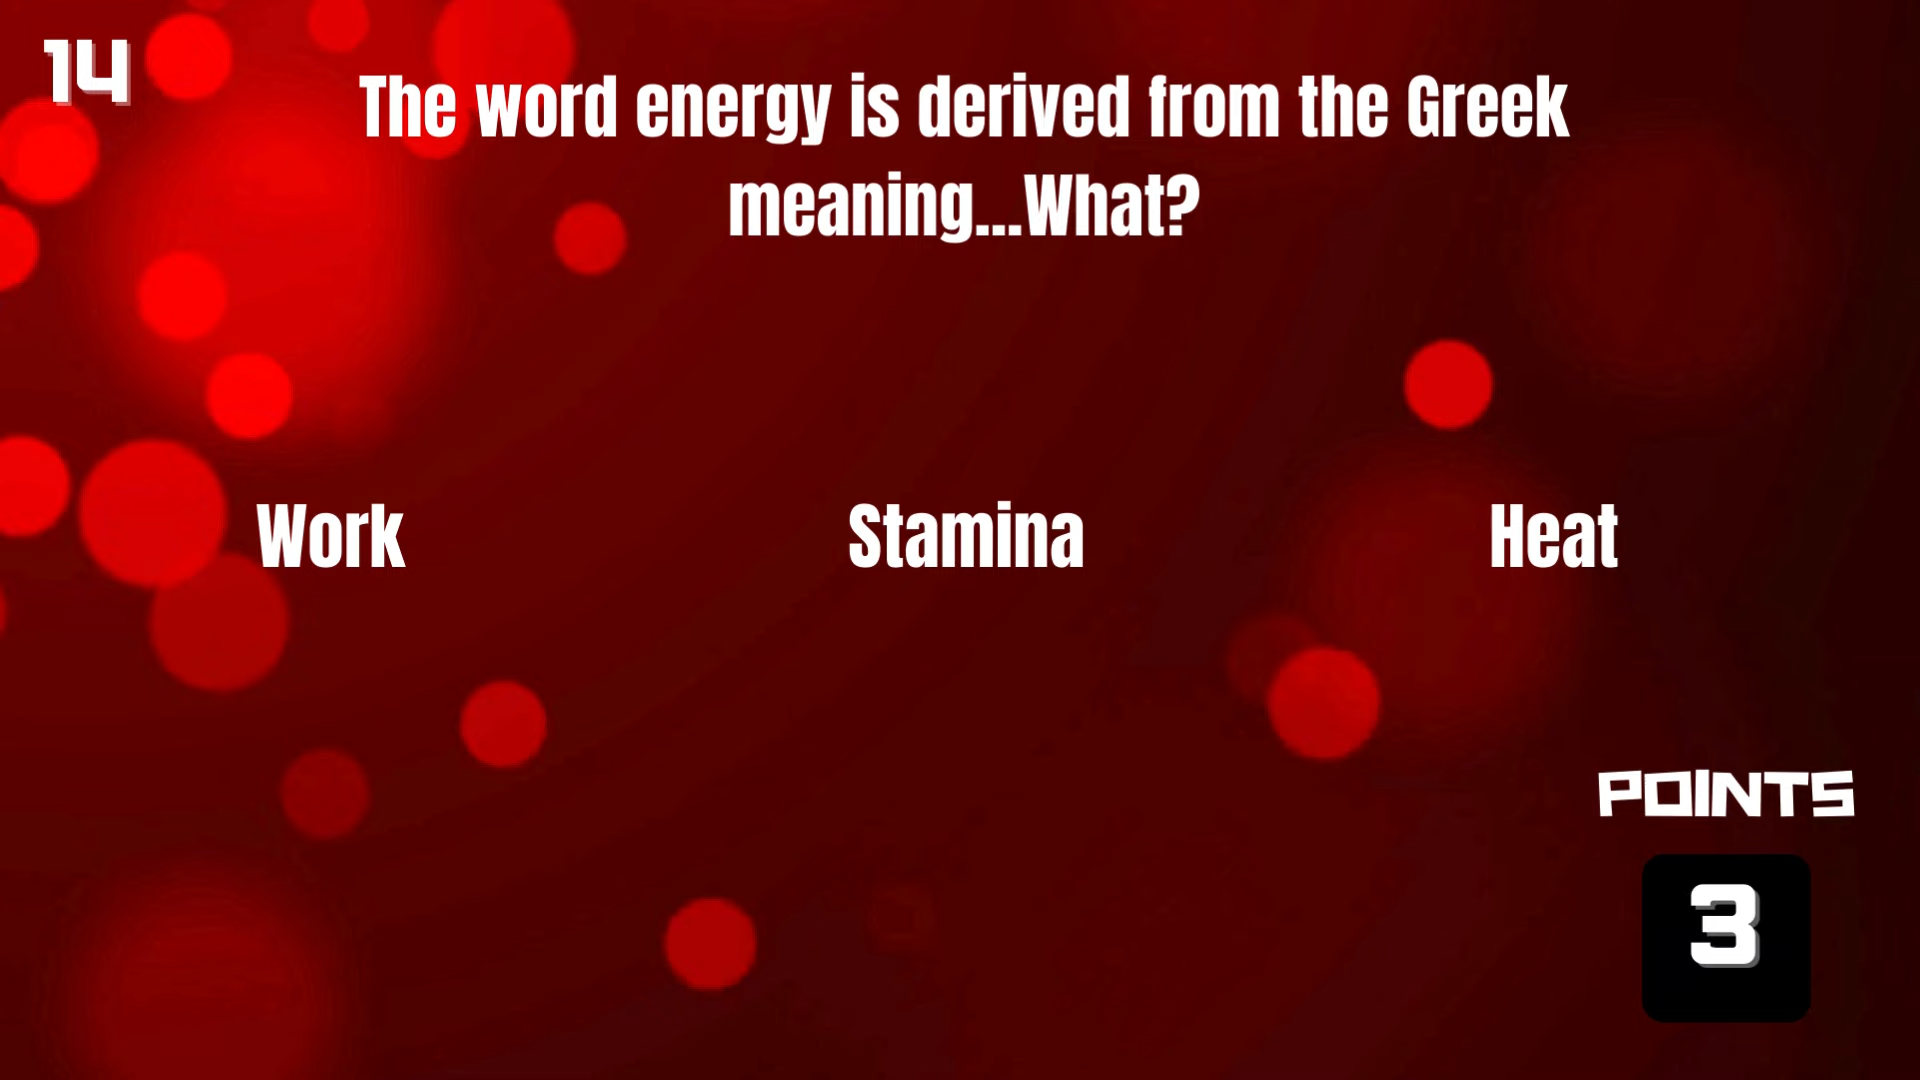 14
The word energy is derived from the Greek
meaning...What?
Work
Stamina
Heat
POINTS
3